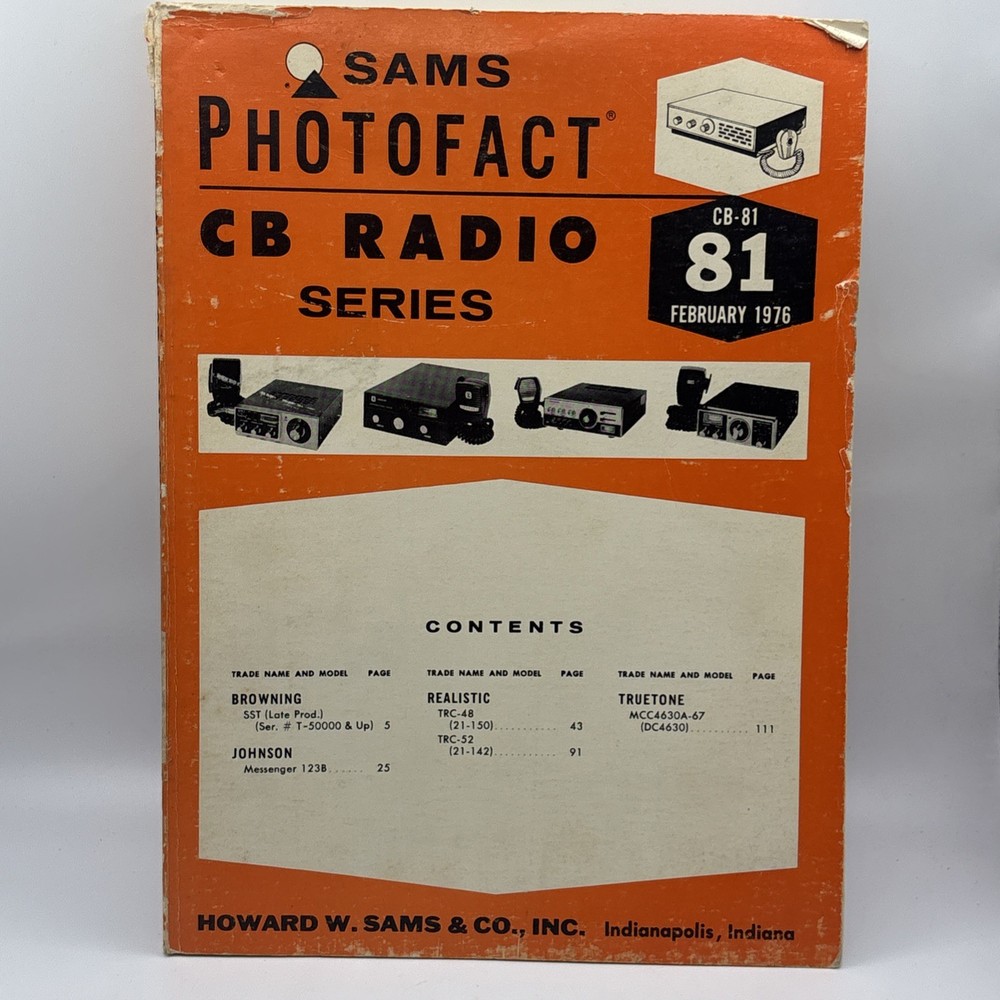 SAMS
PHOTOFACT®
CB RADIO
SERIES
CB-81
81
FEBRUARY 1976
CONTENTS
TRADE NAME AND MODEL PAGE
BROWNING
SST (Late Prod.)
(Ser. # T-50000 & Up) 5
JOHNSON
Messenger 123B...... 25
TRADE NAME AND MODEL PAGE
REALISTIC
TRC-48
(21-150)........... 43
TRC-52
(21-142)........... 91
TRADE NAME AND MODEL PAGE
TRUETONE
MCC4630A-67
(DC4630).......... 111
HOWARD W. SAMS & CO., INC. Indianapolis, Indiana